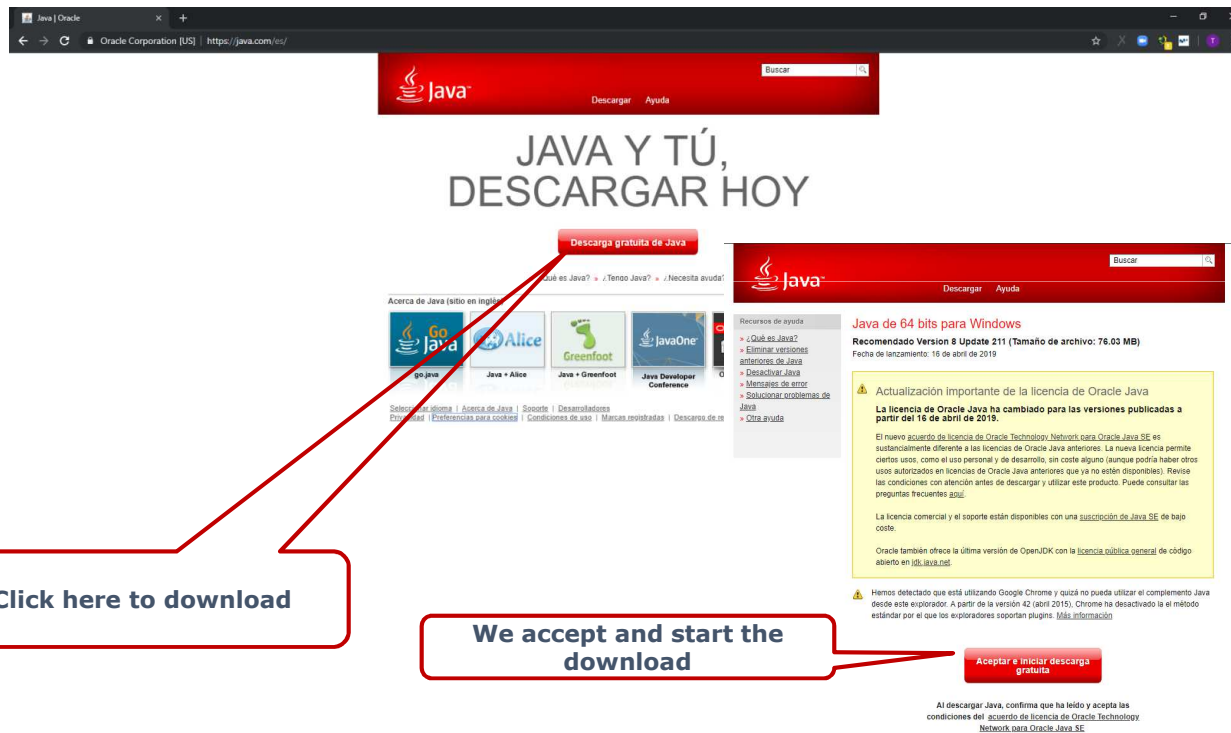 Java | Oracle
Oracle Corporation [US] | https://java.com/es/
T
Java
Buscar
Descargar Ayuda
JAVA Y TÚ,
DESCARGAR HOY
Descarga gratuita de Java
Qué es Java? » ¿Tengo Java? » ¿Necesita ayuda?
Acerca de Java (sitio en inglés)
Go Java
Alice
Greenfoot
JavaOne
go.java
Java + Alice
Java + Greenfoot
Java Developer
Conference
Seleccionar idioma | Acerca de Java | Soporte | Desarrolladores
Privacidad | Preferencias para cookies | Condiciones de uso | Marcas registradas | Descargo de re
Click here to download
Java
Buscar
Descargar Ayuda
Recursos de ayuda
» ¿Qué es Java?
» Eliminar versiones
anteriores de Java
» Desactivar Java
» Mensajes de error
» Solucionar problemas de
Java
» Otra ayuda
Java de 64 bits para Windows
Recomendado Version 8 Update 211 (Tamaño de archivo: 76.03 MB)
Fecha de lanzamiento: 16 de abril de 2019
Actualización importante de la licencia de Oracle Java
La licencia de Oracle Java ha cambiado para las versiones publicadas a
partir del 16 de abril de 2019.
El nuevo acuerdo de licencia de Oracle Technology Network para Oracle Java SE es
sustancialmente diferente a las licencias de Oracle Java anteriores. La nueva licencia permite
ciertos usos, como el uso personal y de desarrollo, sin coste alguno (aunque podría haber otros
usos autorizados en licencias de Oracle Java anteriores que ya no estén disponibles). Revise
las condiciones con atención antes de descargar y utilizar este producto. Puede consultar las
preguntas frecuentes aquí.
La licencia comercial y el soporte están disponibles con una suscripción de Java SE de bajo
coste.
Oracle también ofrece la última versión de OpenJDK con la licencia pública general de código
abierto en jdk.java.net.
Hemos detectado que está utilizando Google Chrome y quizá no pueda utilizar el complemento Java
desde este explorador. A partir de la versión 42 (abril 2015), Chrome ha desactivado la el método
estándar por el que los exploradores soportan plugins. Más información
We accept and start the
download
Aceptar e iniciar descarga
gratuita
Al descargar Java, confirma que ha leído y acepta las
condiciones del acuerdo de licencia de Oracle Technology
Network para Oracle Java SE